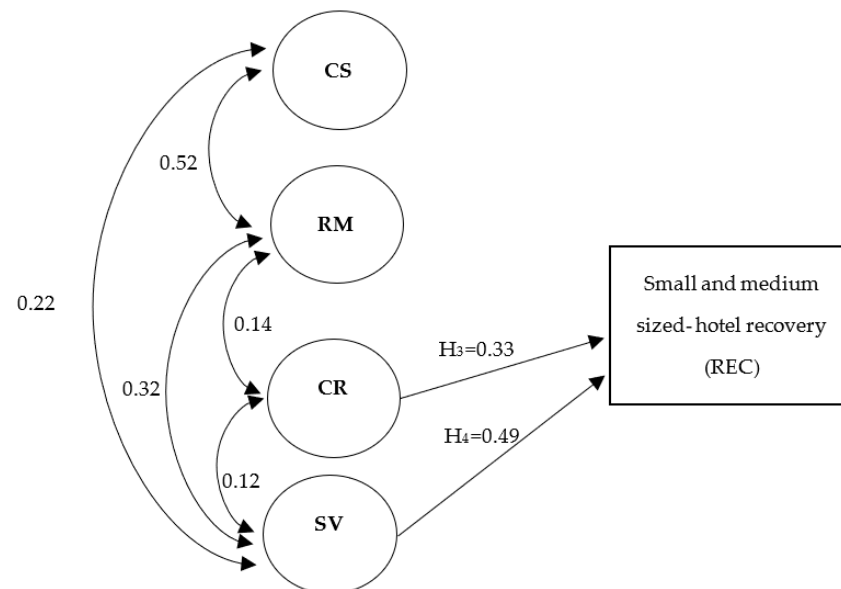 CS
0.52
RM
0.22
0.14
0.32
CR
0.12
SV
H3=0.33
H4=0.49
Small and medium
sized-hotel recovery
(REC)